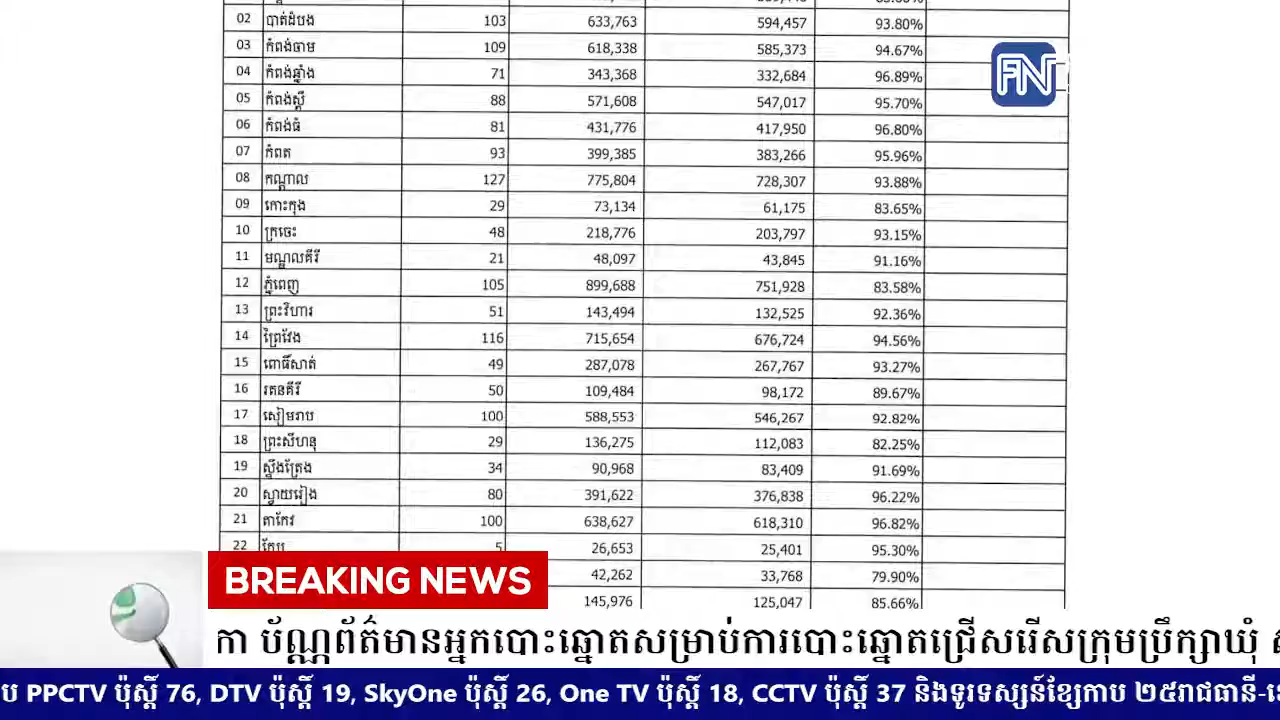 02 បាត់ដំបង 103 633,763 594,457 93.80%
03 កំពង់ចាម 109 618,338 585,373 94.67%
04 កំពង់ឆ្នាំង 71 343,368 332,684 96.89%
05 កំពង់ស្ពឺ 88 571,608 547,017 95.70%
06 កំពង់ធំ 81 431,776 417,950 96.80%
07 កំពត 93 399,385 383,266 95.96%
08 កណ្តាល 127 775,804 728,307 93.88%
09 កោះកុង 29 73,134 61,175 83.65%
10 ក្រចេះ 48 218,776 203,797 93.15%
11 មណ្ឌលគីរី 21 48,097 43,845 91.16%
12 ភ្នំពេញ 105 899,688 751,928 83.58%
13 ព្រះវិហារ 51 143,494 132,525 92.36%
14 ព្រៃវែង 116 715,654 676,724 94.56%
15 ពោធិ៍សាត់ 49 287,078 267,767 93.27%
16 រតនគីរី 50 109,484 98,172 89.67%
17 សៀមរាប 100 588,553 546,267 92.82%
18 ព្រះសីហនុ 29 136,275 112,083 82.25%
19 ស្ទឹងត្រែង 34 90,968 83,409 91.69%
20 ស្វាយរៀង 80 391,622 376,838 96.22%
21 តាកែវ 100 638,627 618,310 96.82%
22 កែប 5 26,653 25,401 95.30%
42,262 33,768 79.90%
145,976 125,047 85.66%
FN
BREAKING NEWS
កា ប័ណ្ណព័ត៌មានអ្នកបោះឆ្នោតសម្រាប់ការបោះឆ្នោតជ្រើសរើសក្រុមប្រឹក្សាឃុំ
ប PPCTV ប៉ុស្តិ៍ 76, DTV ប៉ុស្តិ៍ 19, SkyOne ប៉ុស្តិ៍ 26, One TV ប៉ុស្តិ៍ 18, CCTV ប៉ុស្តិ៍ 37 និងទូរទស្សន៍ខ្សែកាប ២៥រាជធានី-